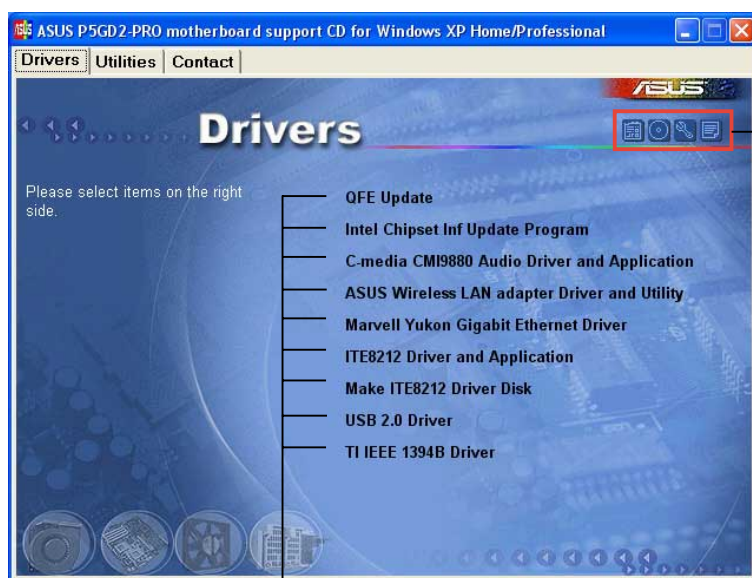 ASUS P5GD2-PRO motherboard support CD for Windows XP Home/Professional
Drivers Utilities Contact
ASUS
Drivers
Please select items on the right
side.
QFE Update
Intel Chipset Inf Update Program
C-media CMI9880 Audio Driver and Application
ASUS Wireless LAN adapter Driver and Utility
Marvell Yukon Gigabit Ethernet Driver
ITE8212 Driver and Application
Make ITE8212 Driver Disk
USB 2.0 Driver
TI IEEE 1394B Driver